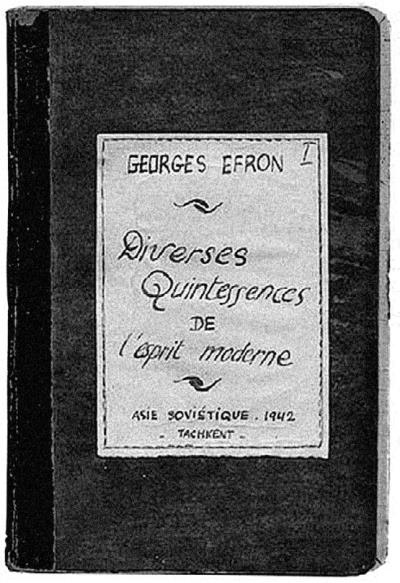 GEORGES EFRON I
Diverses
Quintessences
DE
l'esprit moderne
ASIE SOVIÉTIQUE. 1942
- TACHKENT -